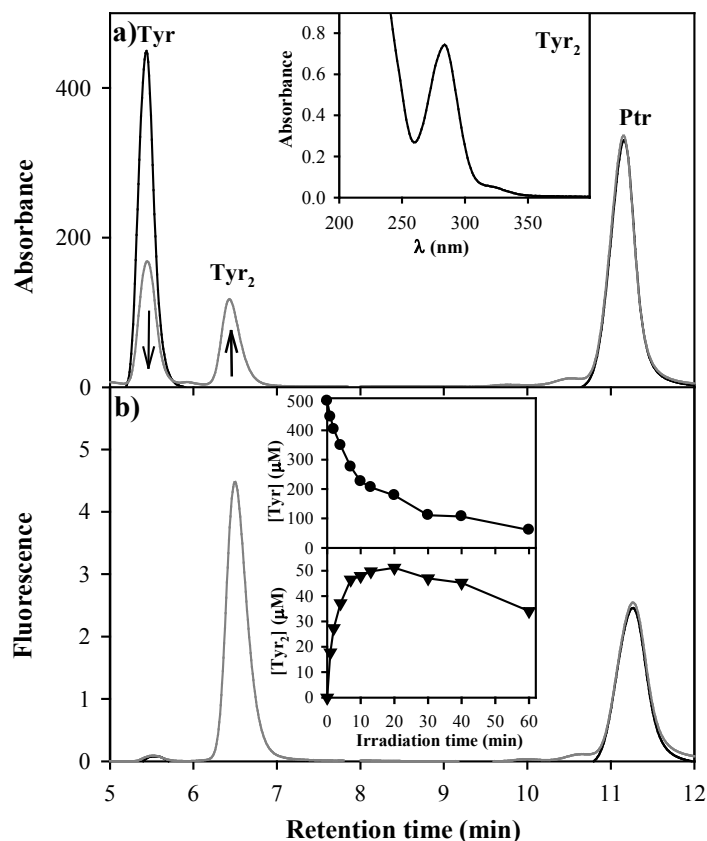 a)
Tyr
Tyr₂
Ptr
Absorbance
400
200
0
Tyr₂
Absorbance
0.8
0.6
0.4
0.2
0.0
200 250 300 350
λ (nm)
b)
Fluorescence
5
4
3
2
1
0
[Tyr] (µM)
500
400
300
200
100
0
[Tyr₂] (µM)
50
40
30
20
10
0
0 10 20 30 40 50 60
Irradiation time (min)
5 6 7 8 9 10 11 12
Retention time (min)